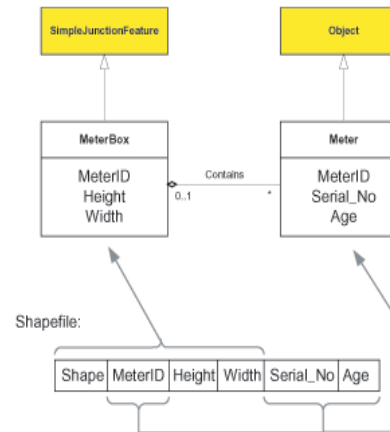 SimpleJunctionFeature
Object
MeterBox
Meter
MeterID
Height
Width
Contains
0..1
*
MeterID
Serial_No
Age
Shapefile:
Shape MeterID Height Width Serial_No Age